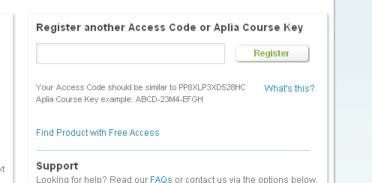 Register another Access Code or Aplia Course Key
Register
Your Access Code should be similar to PP8XLP3XD528HC What's this?
Aplia Course Key example: ABCD-23M4-EFGH
Find Product with Free Access
Support
Looking for help? Read our FAQs or contact us via the options below.